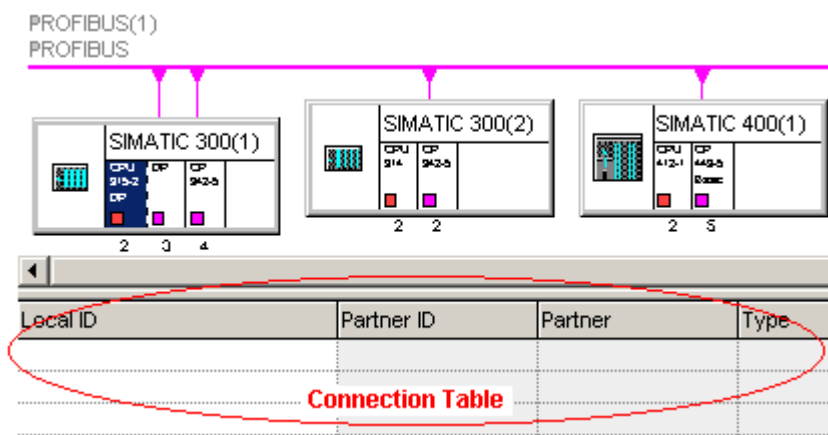 PROFIBUS(1)
PROFIBUS
SIMATIC 300(1)
CPU 315-2 DP
DP
CP 342-5
2 3 4
SIMATIC 300(2)
CPU 314
CP 342-5
2 2
SIMATIC 400(1)
CPU 412-1
CP 443-5 Basic
2 5
Local ID Partner ID Partner Type
Connection Table